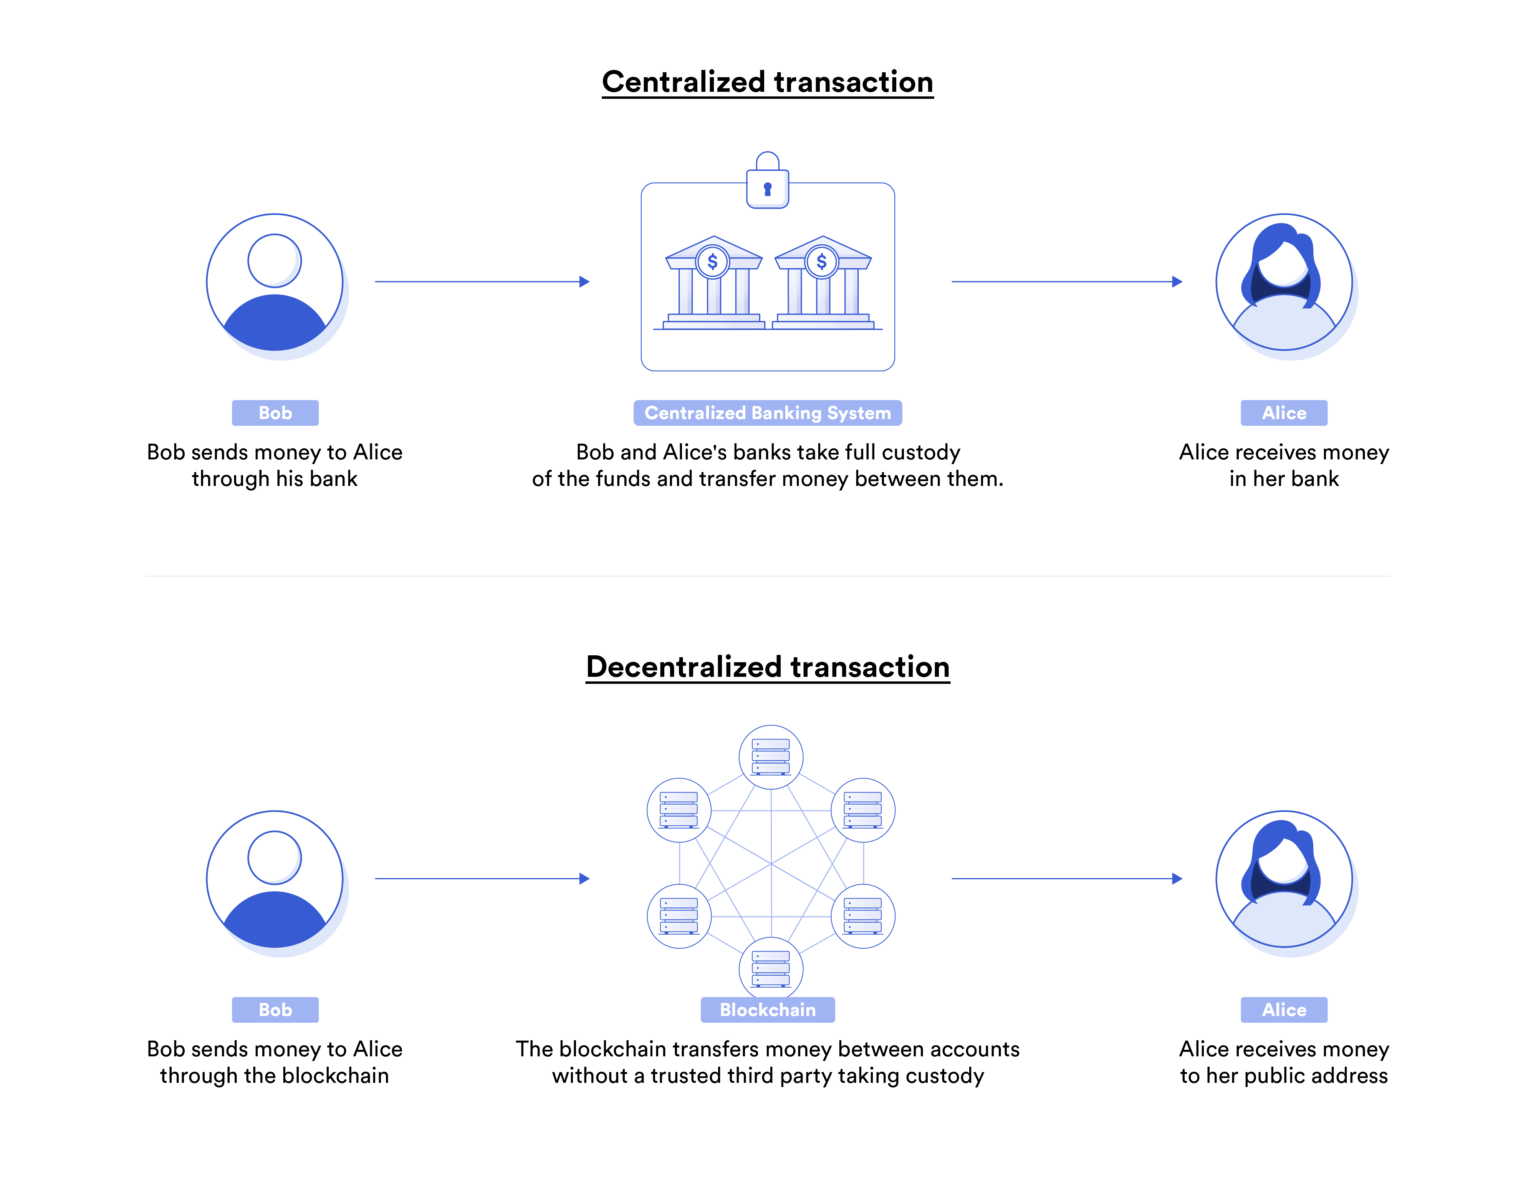 Centralized transaction
$ $
Bob
Centralized Banking System
Alice
Bob sends money to Alice
through his bank
Bob and Alice's banks take full custody
of the funds and transfer money between them.
Alice receives money
in her bank
Decentralized transaction
Bob
Blockchain
Alice
Bob sends money to Alice
through the blockchain
The blockchain transfers money between accounts
without a trusted third party taking custody
Alice receives money
to her public address